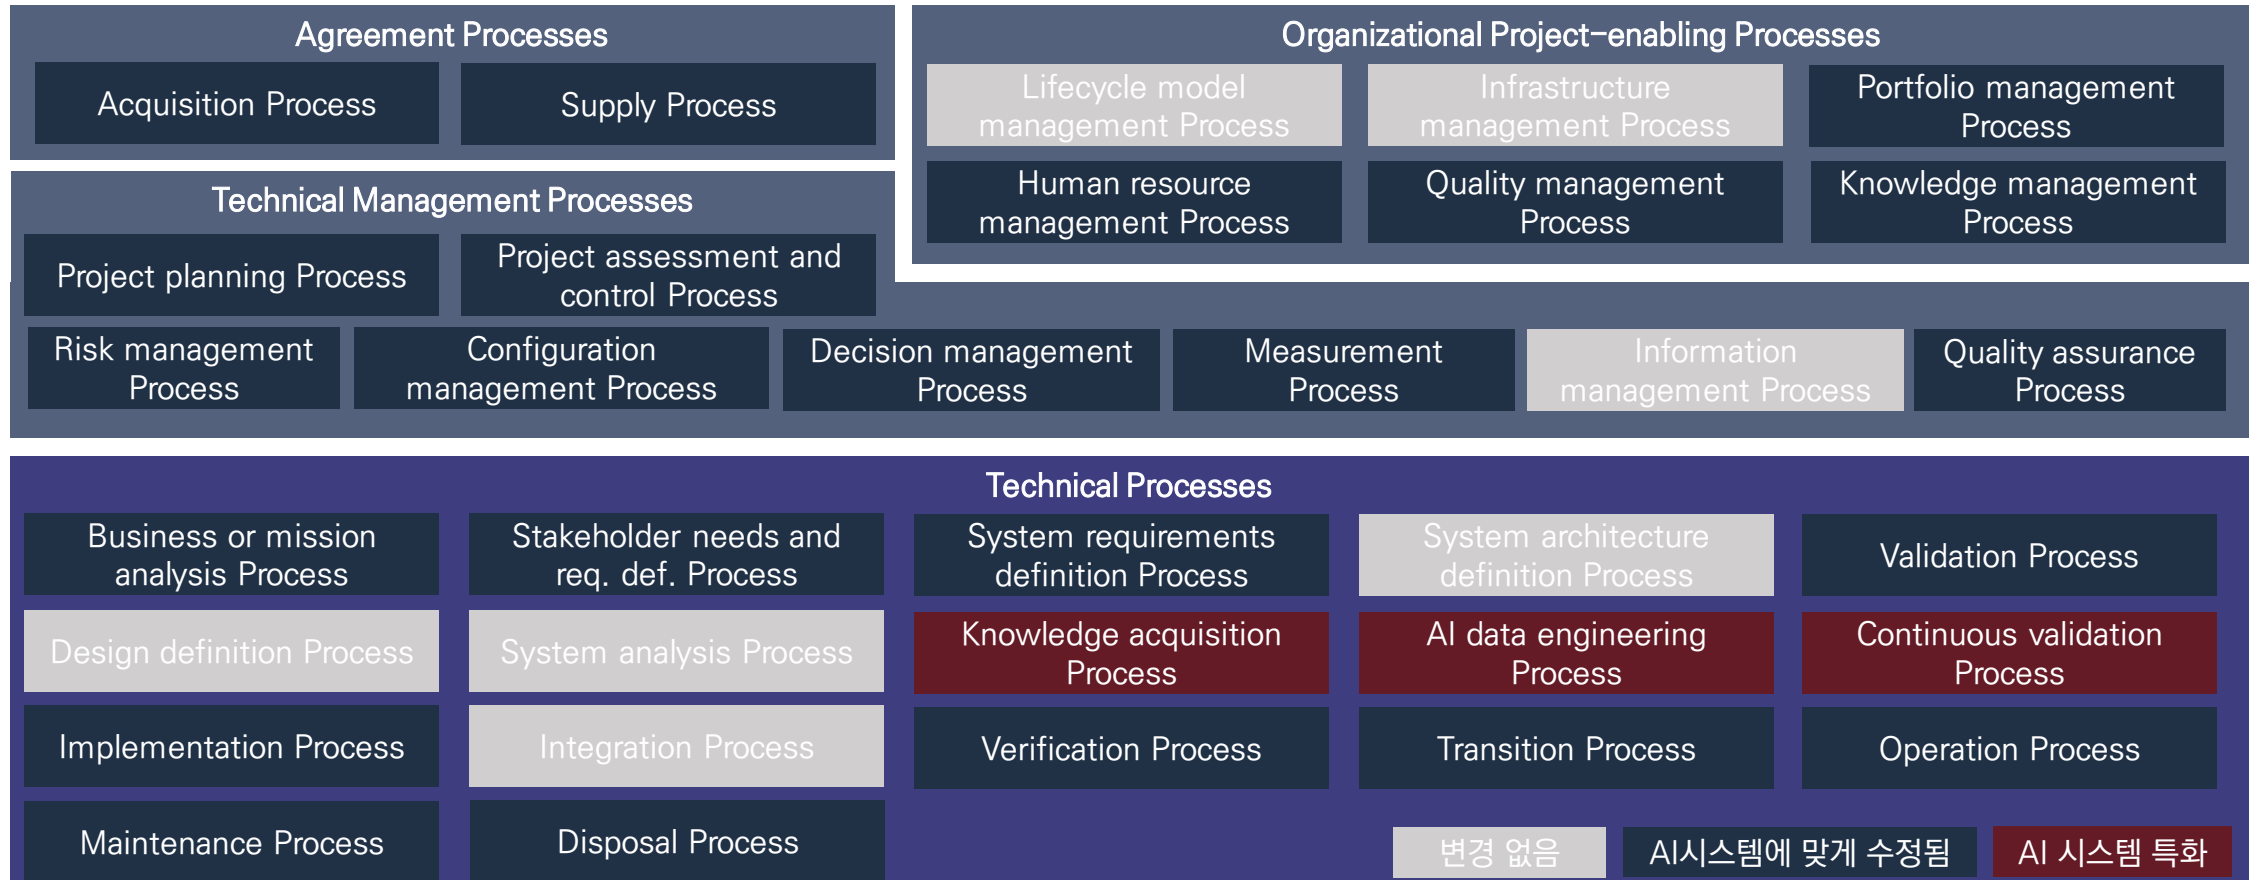 Agreement Processes
Acquisition Process
Supply Process
Organizational Project-enabling Processes
Lifecycle model
management Process
Infrastructure
management Process
Portfolio management
Process
Human resource
management Process
Quality management
Process
Knowledge management
Process
Technical Management Processes
Project planning Process
Project assessment and
control Process
Risk management
Process
Configuration
management Process
Decision management
Process
Measurement
Process
Information
management Process
Quality assurance
Process
Technical Processes
Business or mission
analysis Process
Stakeholder needs and
req. def. Process
System requirements
definition Process
System architecture
definition Process
Validation Process
Design definition Process
System analysis Process
Knowledge acquisition
Process
AI data engineering
Process
Continuous validation
Process
Implementation Process
Integration Process
Verification Process
Transition Process
Operation Process
Maintenance Process
Disposal Process
변경 없음
AI시스템에 맞게 수정됨
AI 시스템 특화